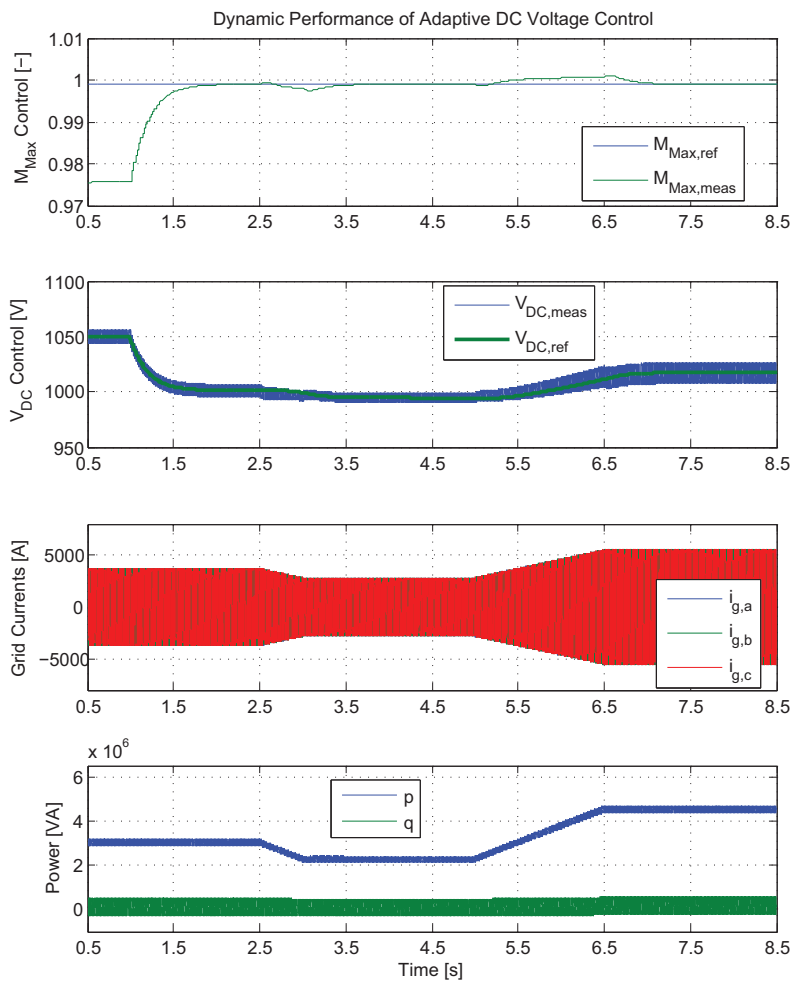 Dynamic Performance of Adaptive DC Voltage Control
M_Max Control [−]
1.01
1
0.99
0.98
0.97
M_Max,ref
M_Max,meas
0.5 1.5 2.5 3.5 4.5 5.5 6.5 7.5 8.5
V_DC Control [V]
1100
1050
1000
950
V_DC,meas
V_DC,ref
0.5 1.5 2.5 3.5 4.5 5.5 6.5 7.5 8.5
Grid Currents [A]
5000
0
−5000
i_g,a
i_g,b
i_g,c
0.5 1.5 2.5 3.5 4.5 5.5 6.5 7.5 8.5
x 10^6
Power [VA]
6
4
2
0
p
q
0.5 1.5 2.5 3.5 4.5 5.5 6.5 7.5 8.5
Time [s]